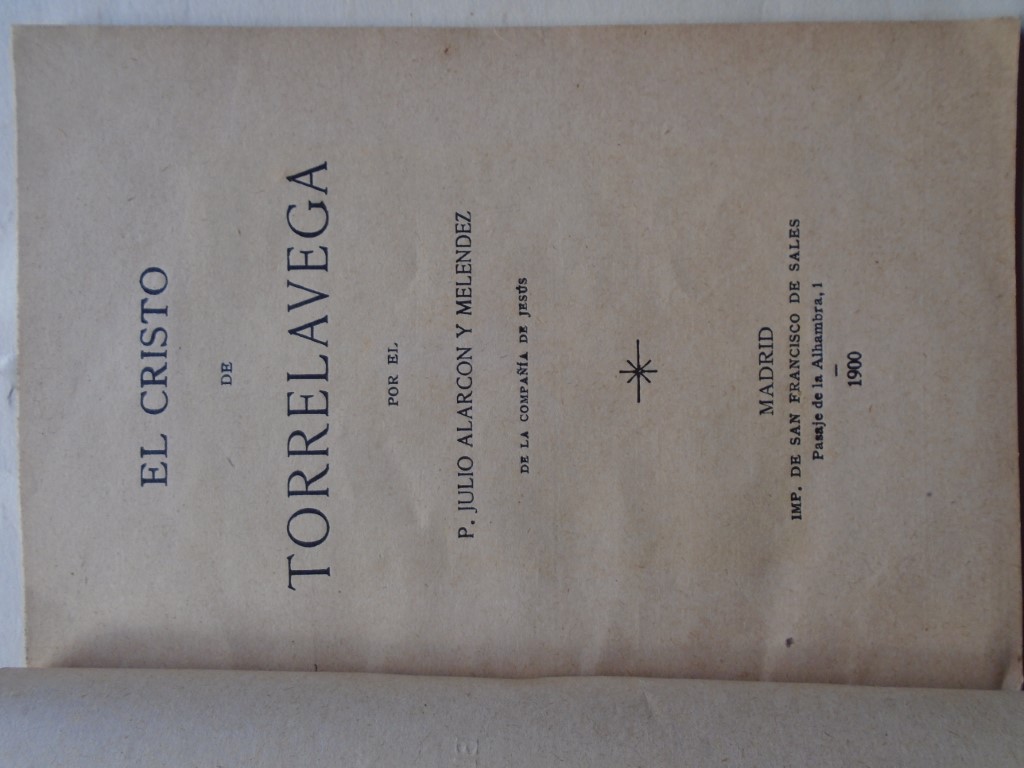 EL CRISTO
DE
TORRELAVEGA
POR EL
P. JULIO ALARCON Y MELENDEZ
DE LA COMPAÑÍA DE JESÚS
MADRID
IMP. DE SAN FRANCISCO DE SALES
Pasaje de la Alhambra, 1
—
1900